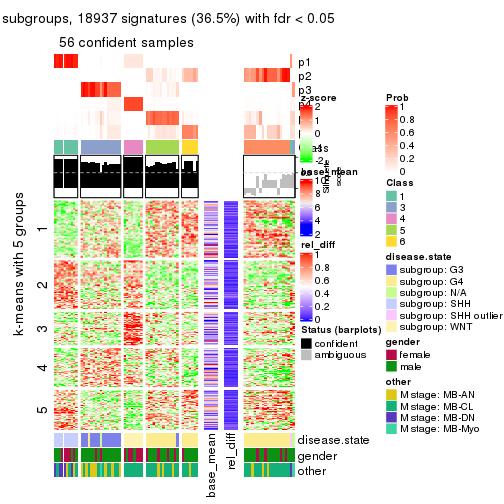 subgroups, 18937 signatures (36.5%) with fdr < 0.05
56 confident samples
p1
p2
p3
z-score
2
1
0
-1
-2
Class
Silhouette
score
base_mean
10
8
6
4
2
rel_diff
1
0.8
0.6
0.4
0.2
0
Status (barplots)
confident
ambiguous
Prob
1
0.8
0.6
0.4
0.2
0
Class
1
3
4
5
6
disease.state
subgroup: G3
subgroup: G4
subgroup: N/A
subgroup: SHH
subgroup: SHH outlier
subgroup: WNT
gender
female
male
other
M stage: MB-AN
M stage: MB-CL
M stage: MB-DN
M stage: MB-Myo
k-means with 5 groups
1
2
3
4
5
disease.state
gender
other
base_mean
rel_diff